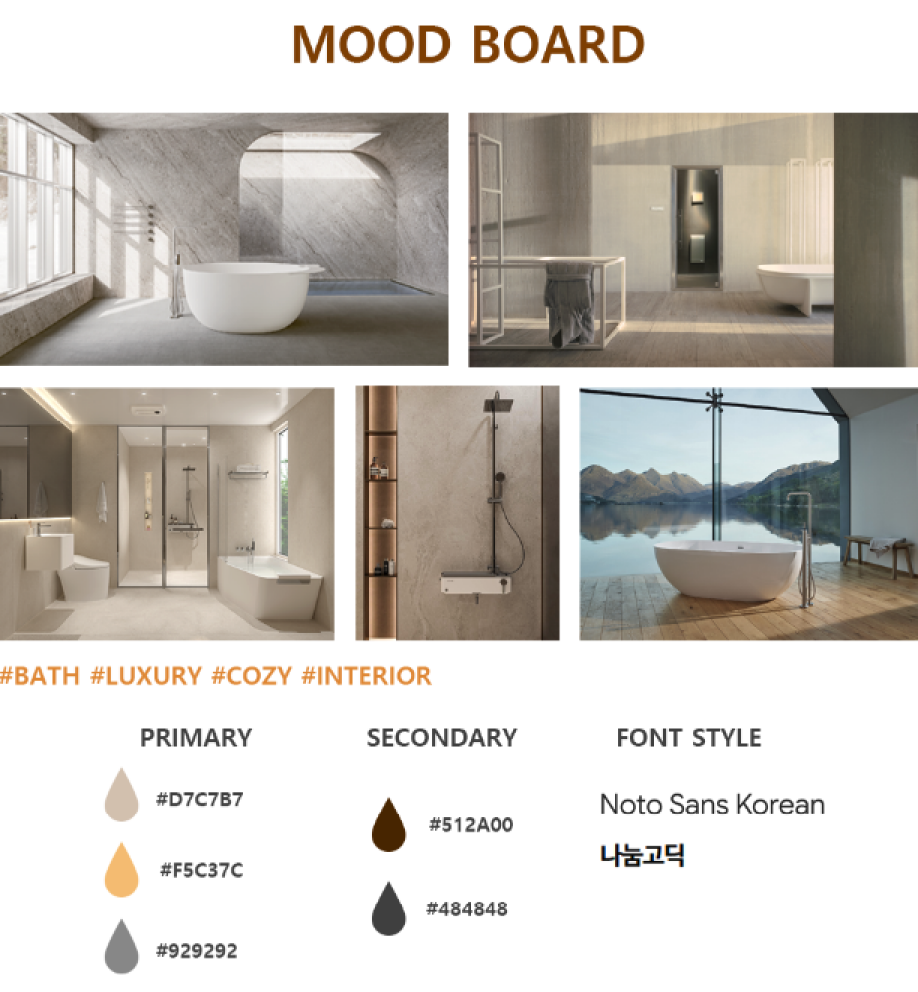 MOOD BOARD
#BATH #LUXURY #COZY #INTERIOR
PRIMARY
#D7C7B7
#F5C37C
#929292
SECONDARY
#512A00
#484848
FONT STYLE
Noto Sans Korean
나눔고딕